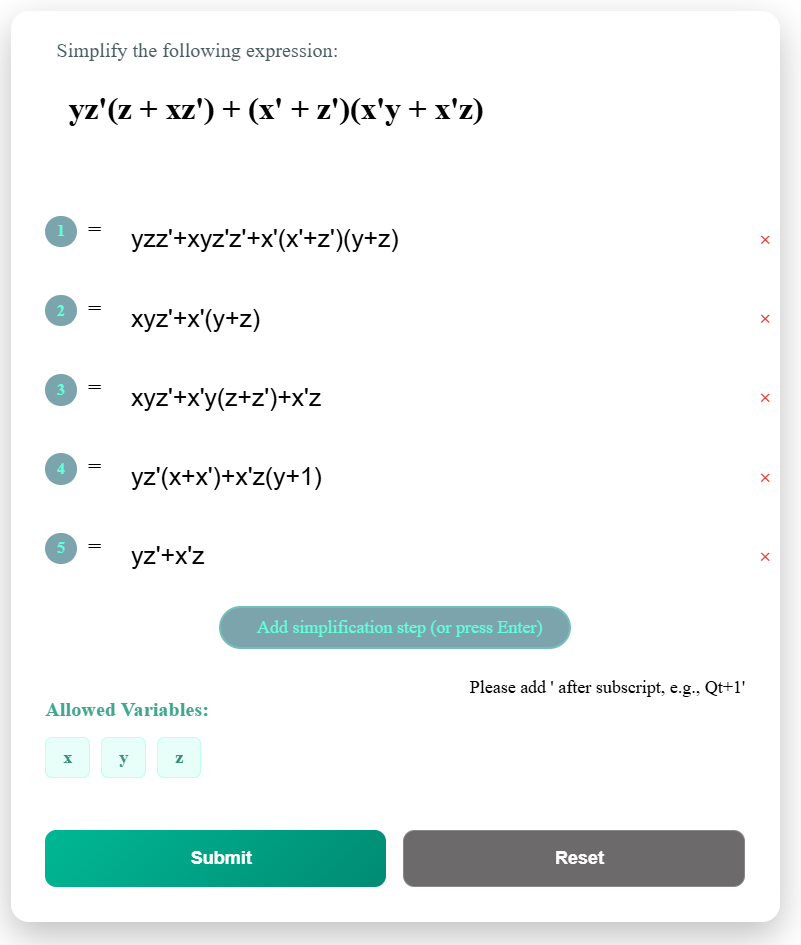 Simplify the following expression:
yz'(z + xz') + (x' + z')(x'y + x'z)
1 = yzz'+xyz'z'+x'(x'+z')(y+z) ×
2 = xyz'+x'(y+z) ×
3 = xyz'+x'y(z+z')+x'z ×
4 = yz'(x+x')+x'z(y+1) ×
5 = yz'+x'z ×
Add simplification step (or press Enter)
Please add ' after subscript, e.g., Qt+1'
Allowed Variables:
x y z
Submit Reset